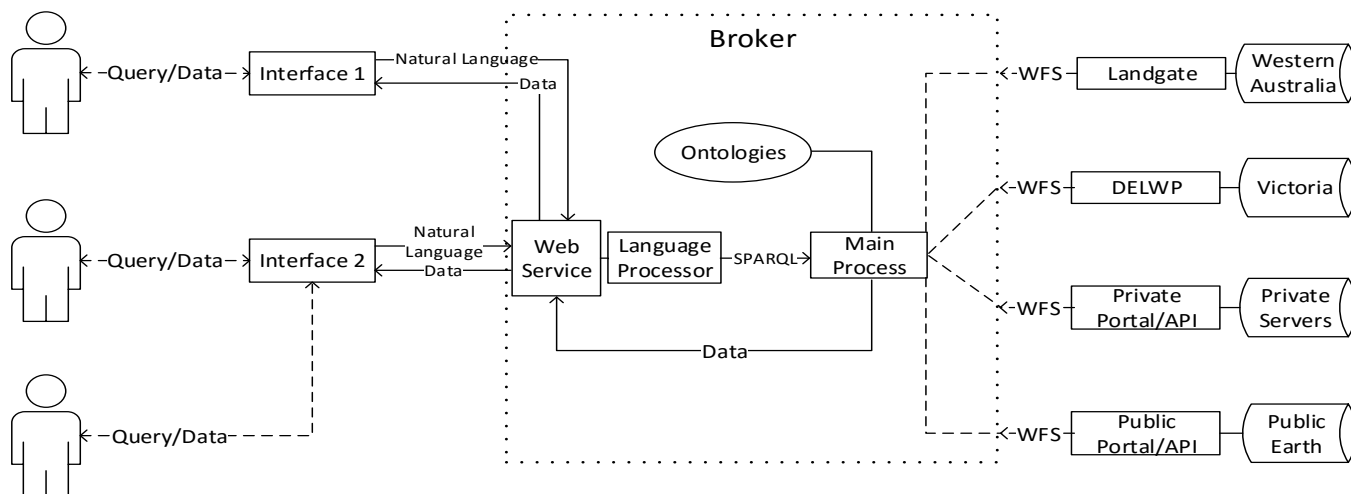 Broker
Query/Data
Interface 1
Natural Language
Data
WFS
Landgate
Western
Australia
Ontologies
WFS
DELWP
Victoria
Query/Data
Interface 2
Natural
Language
Data
Web
Service
Language
Processor
SPARQL
Main
Process
WFS
Private
Portal/API
Private
Servers
Data
Query/Data
WFS
Public
Portal/API
Public
Earth